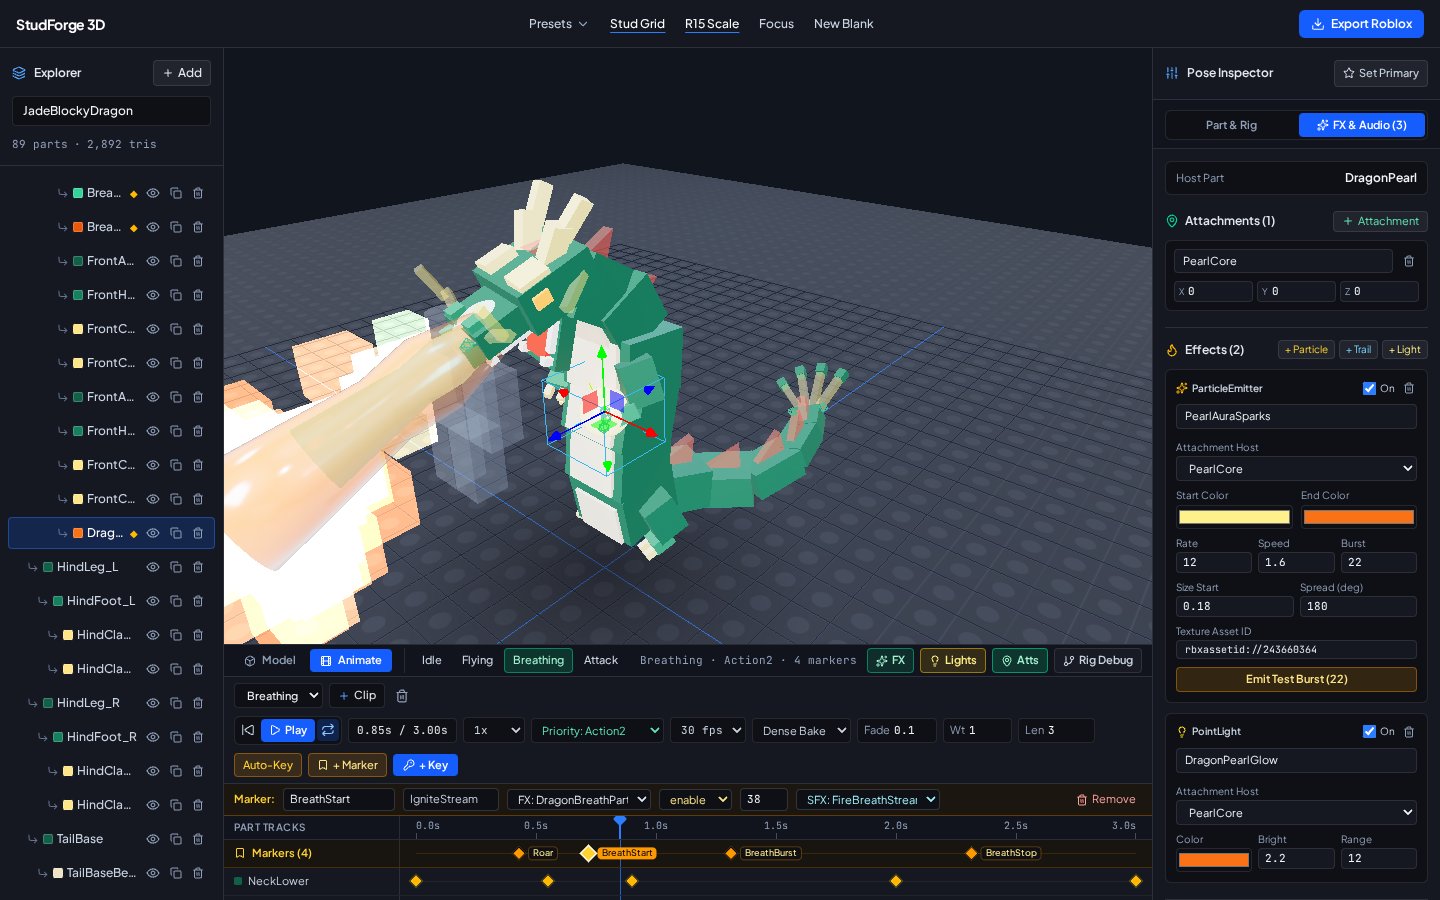 StudForge 3D
Presets
Stud Grid
R15 Scale
Focus
New Blank
Export Roblox
Explorer
Add
JadeBlockyDragon
89 parts · 2,892 tris
Brea...
Brea...
FrontA...
FrontH...
FrontC...
FrontC...
FrontA...
FrontH...
FrontC...
FrontC...
Drag...
HindLeg_L
HindFoot_L
HindCla...
HindCla...
HindLeg_R
HindFoot_R
HindCla...
HindCla...
TailBase
TailBaseBe...
Model
Animate
Idle
Flying
Breathing
Attack
Breathing · Action2 · 4 markers
FX
Lights
Atts
Rig Debug
Breathing
+ Clip
Play
0.85s / 3.00s
1x
Priority: Action2
30 fps
Dense Bake
Fade 0.1
Wt 1
Len 3
Auto-Key
+ Marker
+ Key
Marker:
BreathStart
IgniteStream
FX: DragonBreathPart
enable
38
SFX: FireBreathStrea
Remove
PART TRACKS
0.0s
0.5s
1.0s
1.5s
2.0s
2.5s
3.0s
Markers (4)
Roar
BreathStart
BreathBurst
BreathStop
NeckLower
Pose Inspector
Set Primary
Part & Rig
FX & Audio (3)
Host Part
DragonPearl
Attachments (1)
+ Attachment
PearlCore
X 0
Y 0
Z 0
Effects (2)
+ Particle
+ Trail
+ Light
ParticleEmitter
On
PearlAuraSparks
Attachment Host
PearlCore
Start Color
End Color
Rate
Speed
Burst
12
1.6
22
Size Start
Spread (deg)
0.18
180
Texture Asset ID
rbxassetid://243660364
Emit Test Burst (22)
PointLight
On
DragonPearlGlow
Attachment Host
PearlCore
Color
Bright
Range
2.2
12